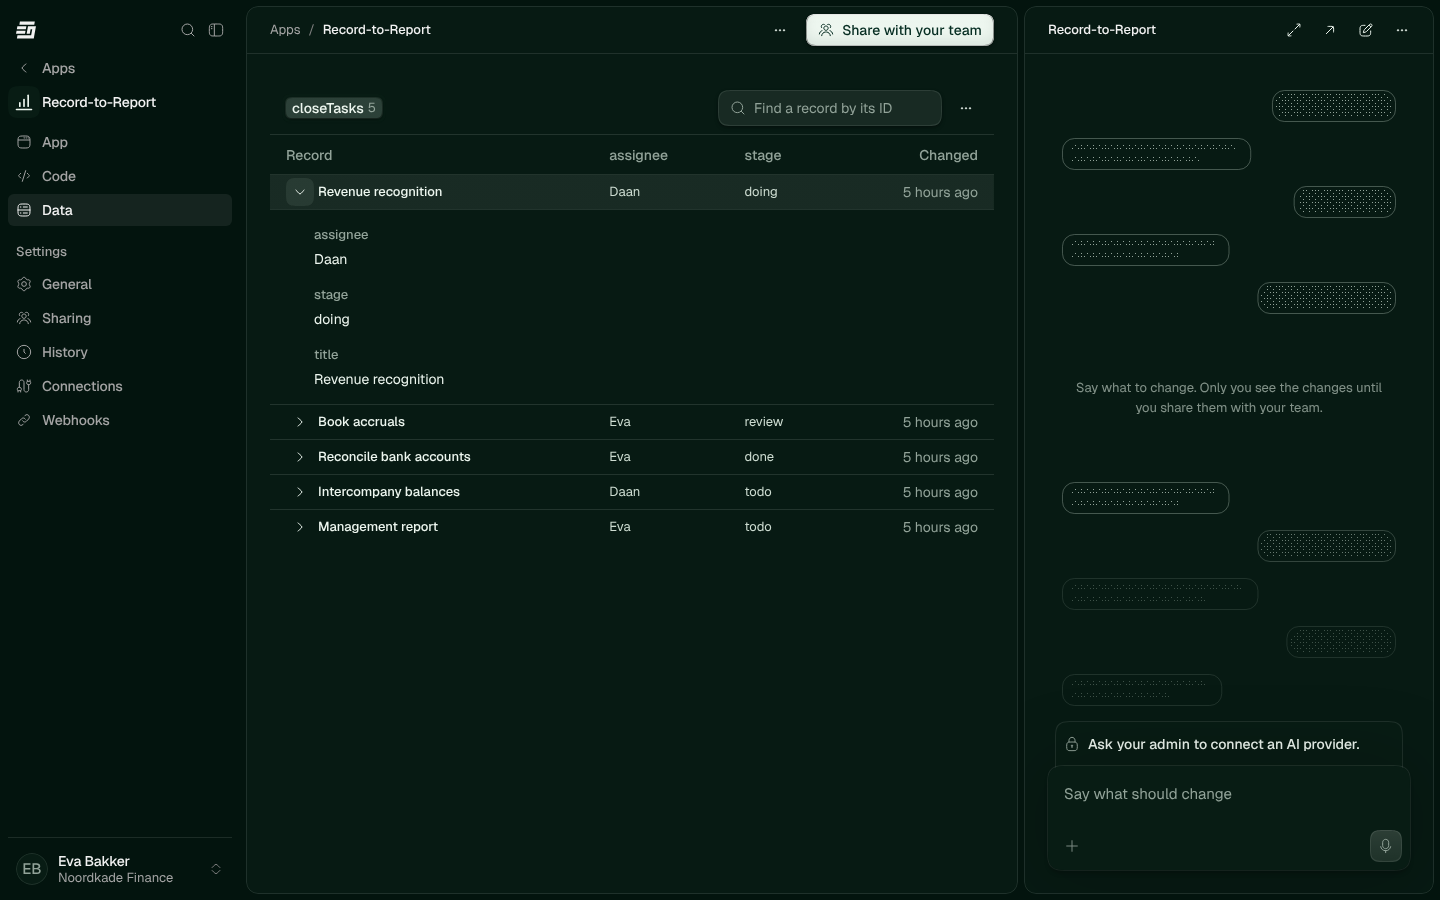 Apps
Record-to-Report
App
Code
Data
Settings
General
Sharing
History
Connections
Webhooks
EB
Eva Bakker
Noordkade Finance
Apps / Record-to-Report
Share with your team
closeTasks 5
Find a record by its ID
Record assignee stage Changed
Revenue recognition Daan doing 5 hours ago
assignee
Daan
stage
doing
title
Revenue recognition
Book accruals Eva review 5 hours ago
Reconcile bank accounts Eva done 5 hours ago
Intercompany balances Daan todo 5 hours ago
Management report Eva todo 5 hours ago
Record-to-Report
Say what to change. Only you see the changes until
you share them with your team.
Ask your admin to connect an AI provider.
Say what should change